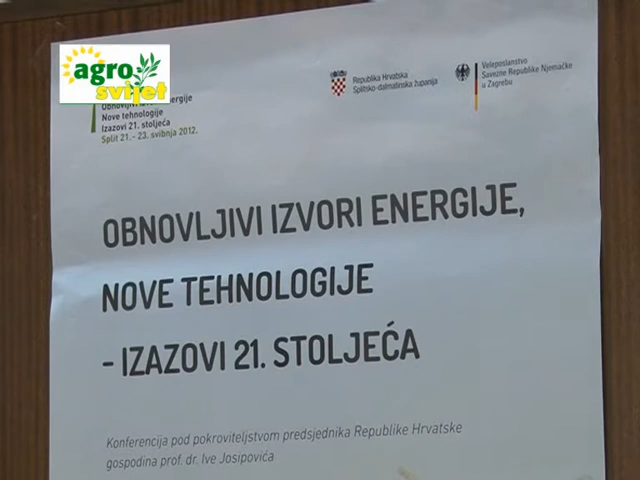 agro
svijet
Obnovljivi izvori energije
Nove tehnologije
Izazovi 21. stoljeća
Split 21. - 23. svibnja 2012.
Republika Hrvatska
Splitsko-dalmatinska županija
Veleposlanstvo
Savezne Republike Njemačke
u Zagrebu
OBNOVLJIVI IZVORI ENERGIJE,
NOVE TEHNOLOGIJE
- IZAZOVI 21. STOLJEĆA
Konferencija pod pokroviteljstvom predsjednika Republike Hrvatske
gospodina prof. dr. Ive Josipovića